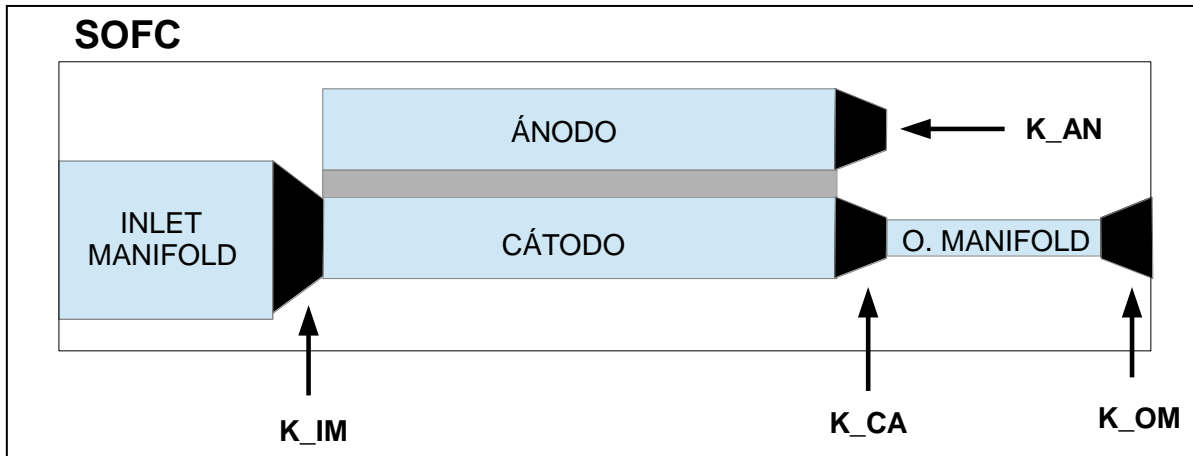 SOFC
ÁNODO
K_AN
INLET
MANIFOLD
CÁTODO
O. MANIFOLD
K_IM
K_CA
K_OM